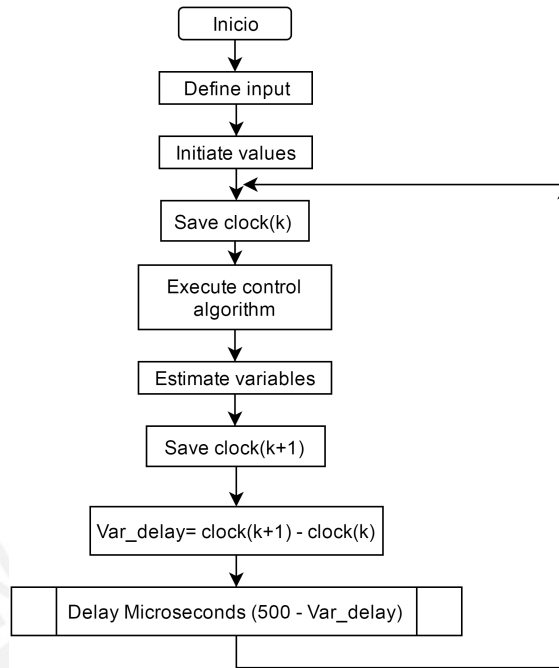 Inicio
Define input
Initiate values
Save clock(k)
Execute control
algorithm
Estimate variables
Save clock(k+1)
Var_delay= clock(k+1) - clock(k)
Delay Microseconds (500 - Var_delay)